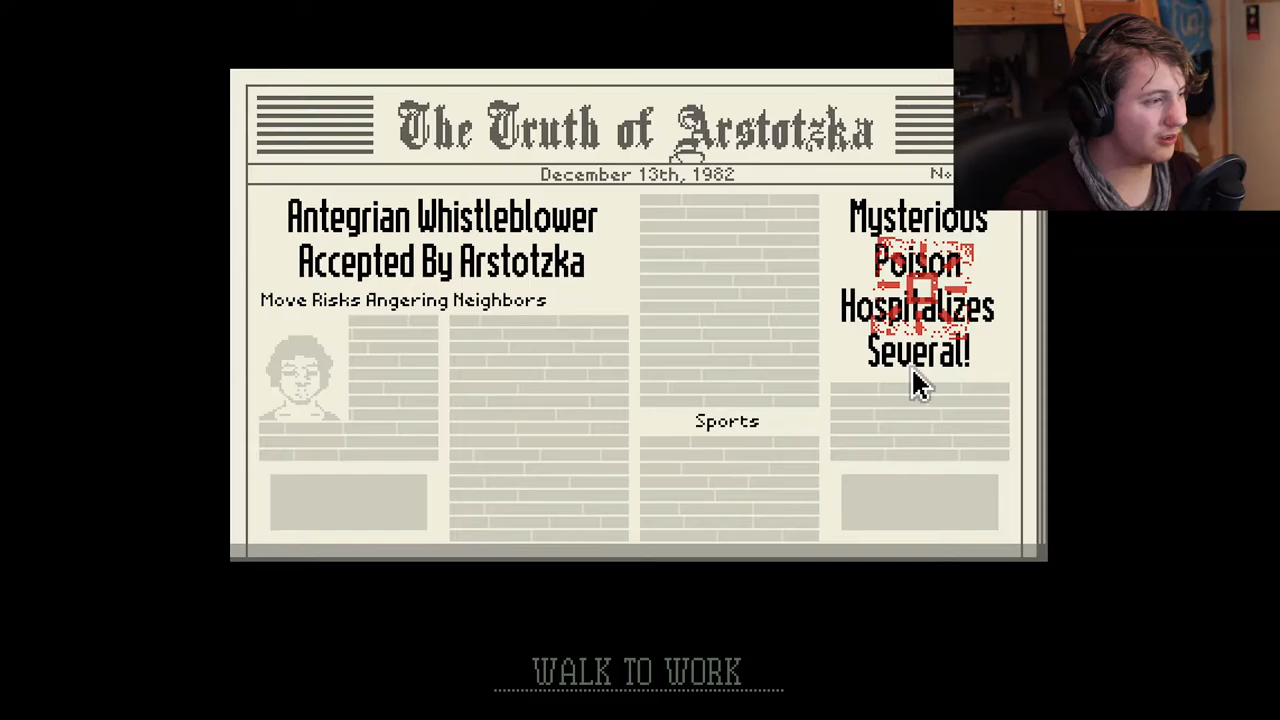 The Truth of Arstotzka
December 13th, 1982
No
Antegrian Whistleblower
Accepted By Arstotzka
Move Risks Angering Neighbors
Sports
Mysterious
Poison
Hospitalizes
Several!
WALK TO WORK